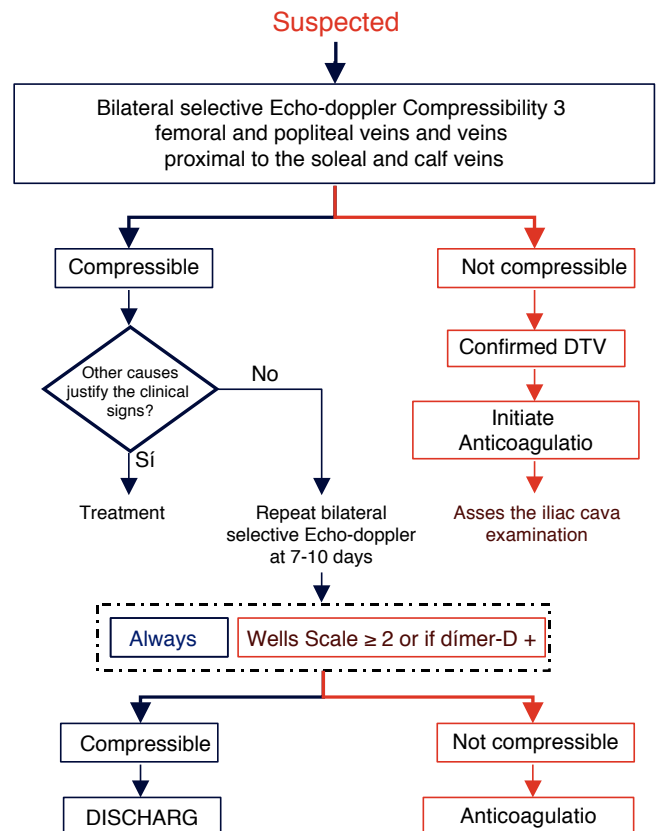 Suspected
Bilateral selective Echo-doppler Compressibility 3
femoral and popliteal veins and veins
proximal to the soleal and calf veins
Compressible
Not compressible
Other causes
justify the clinical
signs?
No
Confirmed DTV
Initiate
Anticoagulatio
Sí
Treatment
Repeat bilateral
selective Echo-doppler
at 7-10 days
Asses the iliac cava
examination
Always
Wells Scale ≥ 2 or if dímer-D +
Compressible
Not compressible
DISCHARG
Anticoagulatio